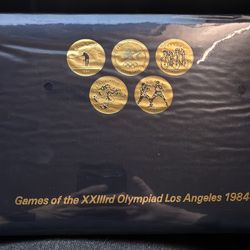 Games of the XXIIIrd Olympiad Los Angeles 1984